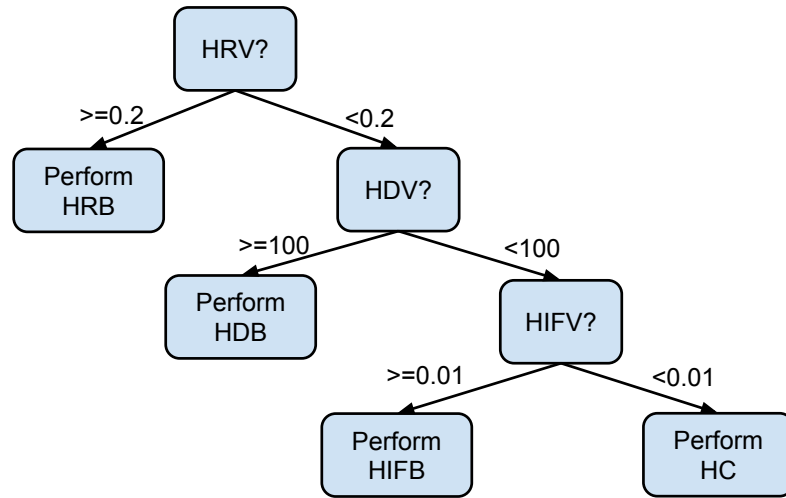 HRV?
>=0.2
<0.2
Perform
HRB
HDV?
>=100
<100
Perform
HDB
HIFV?
>=0.01
<0.01
Perform
HIFB
Perform
HC